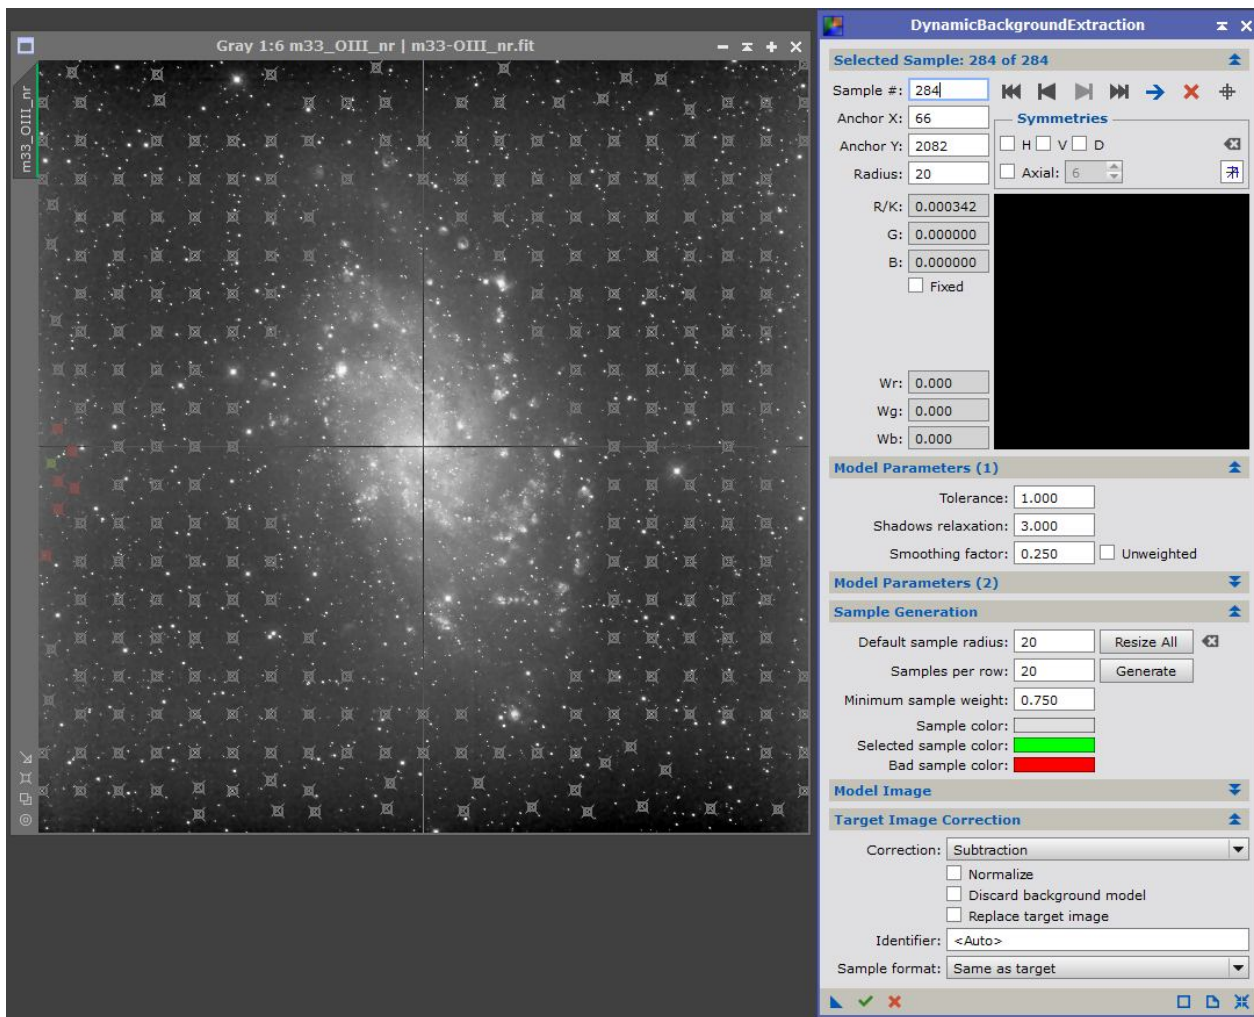 Gray 1:6 m33_OIII_nr | m33-OIII_nr.fit
m33_OIII_nr
DynamicBackgroundExtraction
Selected Sample: 284 of 284
Sample #: 284
Anchor X: 66
Symmetries
Anchor Y: 2082
H V D
Radius: 20
Axial: 6
R/K: 0.000342
G: 0.000000
B: 0.000000
Fixed
Wr: 0.000
Wg: 0.000
Wb: 0.000
Model Parameters (1)
Tolerance: 1.000
Shadows relaxation: 3.000
Smoothing factor: 0.250 Unweighted
Model Parameters (2)
Sample Generation
Default sample radius: 20 Resize All
Samples per row: 20 Generate
Minimum sample weight: 0.750
Sample color:
Selected sample color:
Bad sample color:
Model Image
Target Image Correction
Correction: Subtraction
Normalize
Discard background model
Replace target image
Identifier: <Auto>
Sample format: Same as target